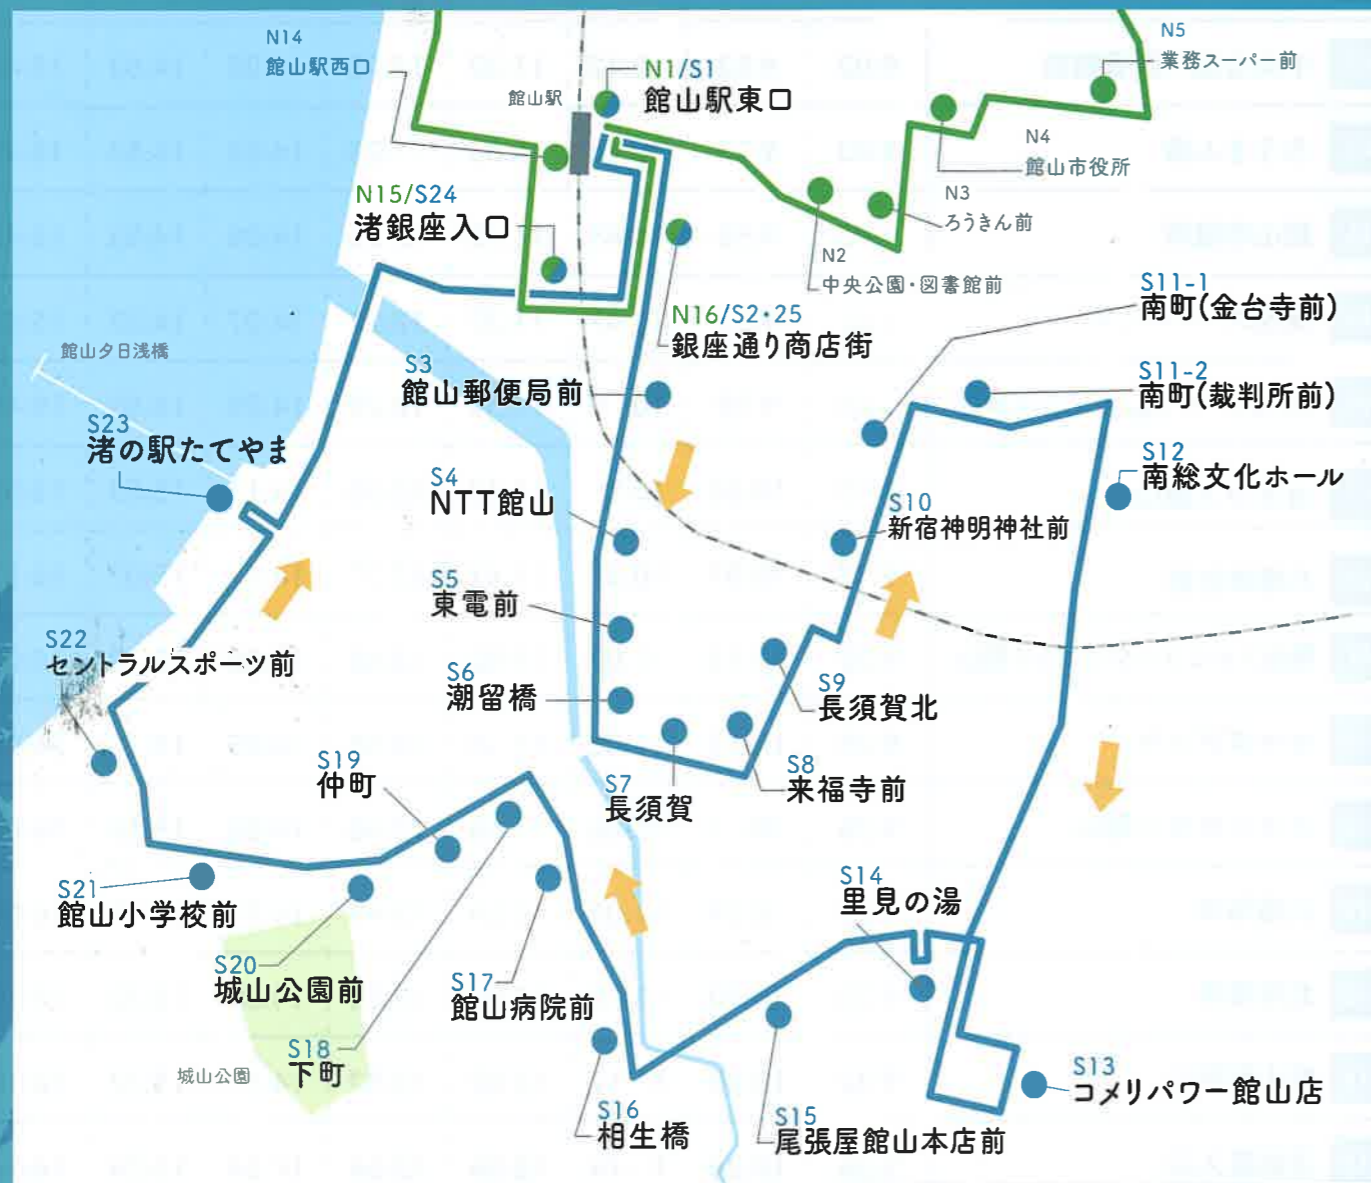 N14
館山駅西口
館山駅
N1/S1
館山駅東口
N5
業務スーパー前
N4
館山市役所
N3
ろうきん前
N2
中央公園・図書館前
N15/S24
渚銀座入口
N16/S2・25
銀座通り商店街
S11-1
南町(金台寺前)
S11-2
南町(裁判所前)
S12
南総文化ホール
館山夕日浅橋
S3
館山郵便局前
S23
渚の駅たてやま
S4
NTT館山
S10
新宿神明神社前
S5
東電前
S22
セントラルスポーツ前
S6
潮留橋
S9
長須賀北
S8
来福寺前
S7
長須賀
S19
仲町
S21
館山小学校前
S20
城山公園前
S18
下町
城山公園
S17
館山病院前
S14
里見の湯
S13
コメリパワー館山店
S16
相生橋
S15
尾張屋館山本店前